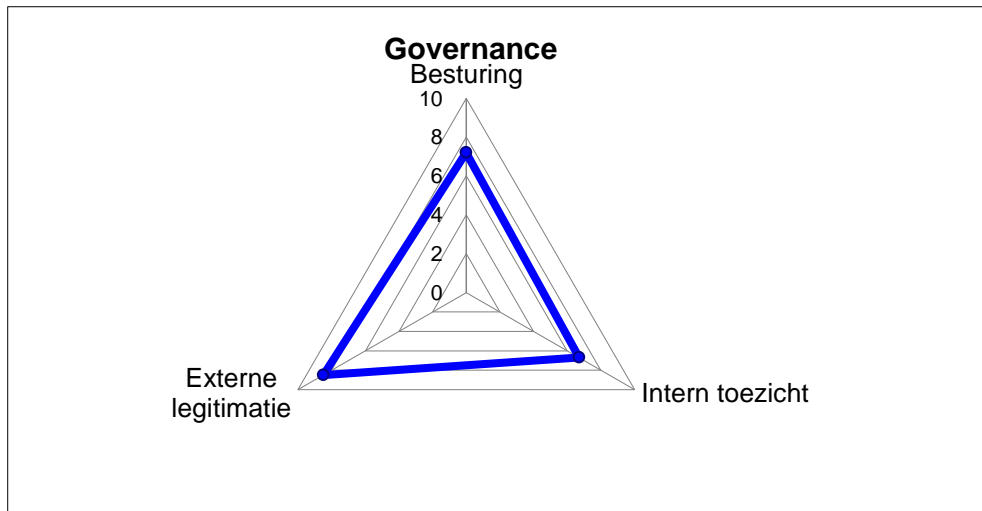 Governance
Besturing
10
8
6
4
2
0
Externe
legitimatie
Intern toezicht